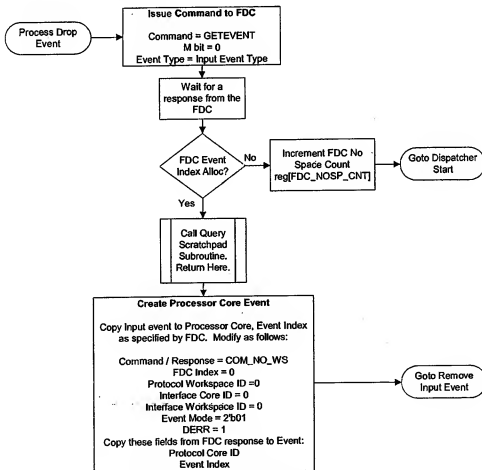 Process Drop
Event
Issue Command to FDC
Command = GETEVENT
M bit = 0
Event Type = Input Event Type
Wait for a
response from the
FDC
FDC Event
Index Alloc?
No
Increment FDC No
Space Count
reg[FDC_NOSP_CNT]
Goto Dispatcher
Start
Yes
Call Query
Scratchpad
Subroutine.
Return Here.
Create Processor Core Event
Copy Input event to Processor Core, Event Index
as specified by FDC. Modify as follows:
Command / Response = COM_NO_WS
FDC Index = 0
Protocol Workspace ID =0
Interface Core ID = 0
Interface Workspace ID = 0
Event Mode = 2'b01
DERR = 1
Copy these fields from FDC response to Event:
Protocol Core ID
Event Index
Goto Remove
Input Event